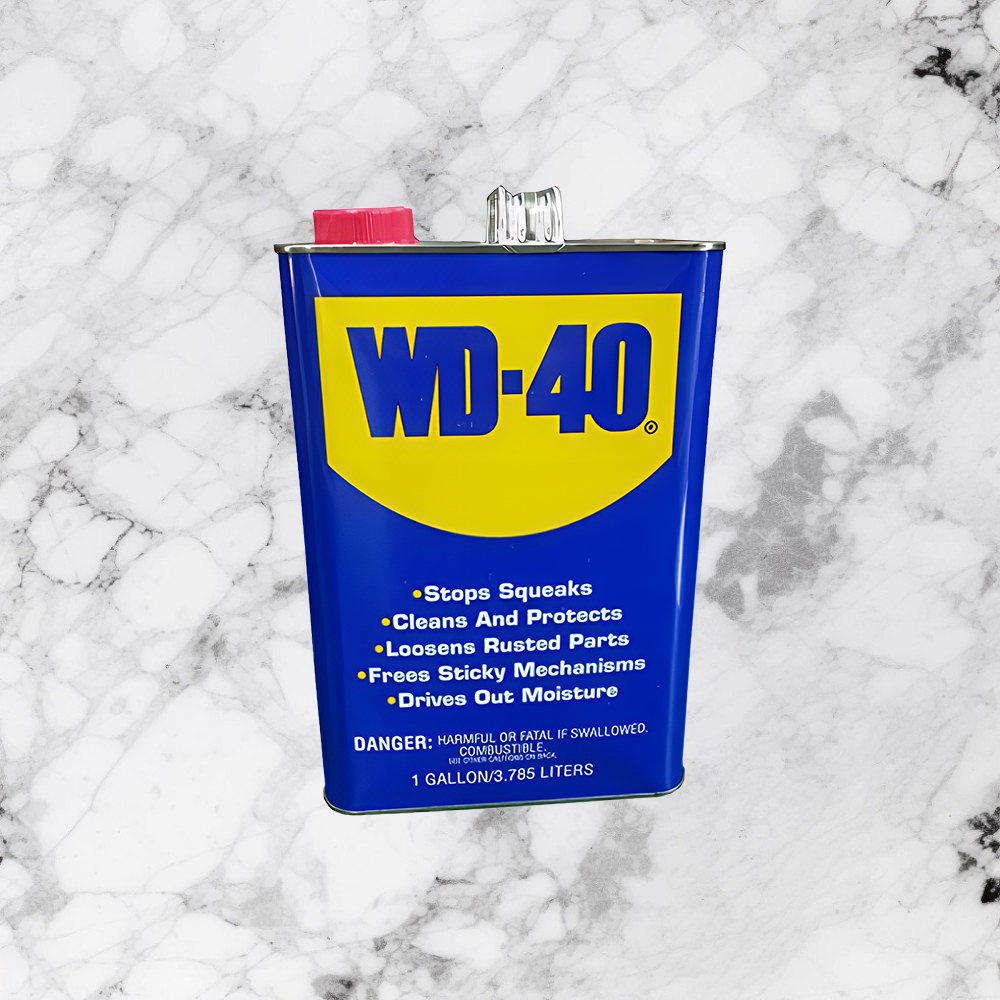 WD-40
•Stops Squeaks
•Cleans And Protects
•Loosens Rusted Parts
•Frees Sticky Mechanisms
•Drives Out Moisture
DANGER: HARMFUL OR FATAL IF SWALLOWED.
COMBUSTIBLE.
1 GALLON/3.785 LITERS